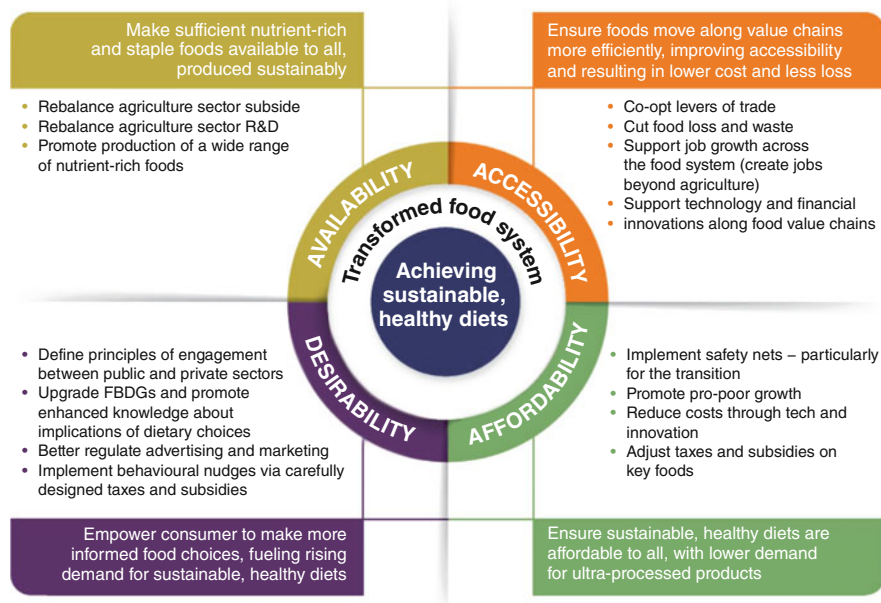 Make sufficient nutrient-rich
and staple foods available to all,
produced sustainably
• Rebalance agriculture sector subside
• Rebalance agriculture sector R&D
• Promote production of a wide range
of nutrient-rich foods
Ensure foods move along value chains
more efficiently, improving accessibility
and resulting in lower cost and less loss
• Co-opt levers of trade
• Cut food loss and waste
• Support job growth across
the food system (create jobs
beyond agriculture)
• Support technology and financial
• innovations along food value chains
AVAILABILITY
ACCESSIBILITY
Transformed food system
Achieving
sustainable,
healthy diets
DESIRABILITY
AFFORDABILITY
• Define principles of engagement
between public and private sectors
• Upgrade FBDGs and promote
enhanced knowledge about
implications of dietary choices
• Better regulate advertising and marketing
• Implement behavioural nudges via carefully
designed taxes and subsidies
Empower consumer to make more
informed food choices, fueling rising
demand for sustainable, healthy diets
• Implement safety nets – particularly
for the transition
• Promote pro-poor growth
• Reduce costs through tech and
innovation
• Adjust taxes and subsidies on
key foods
Ensure sustainable, healthy diets are
affordable to all, with lower demand
for ultra-processed products